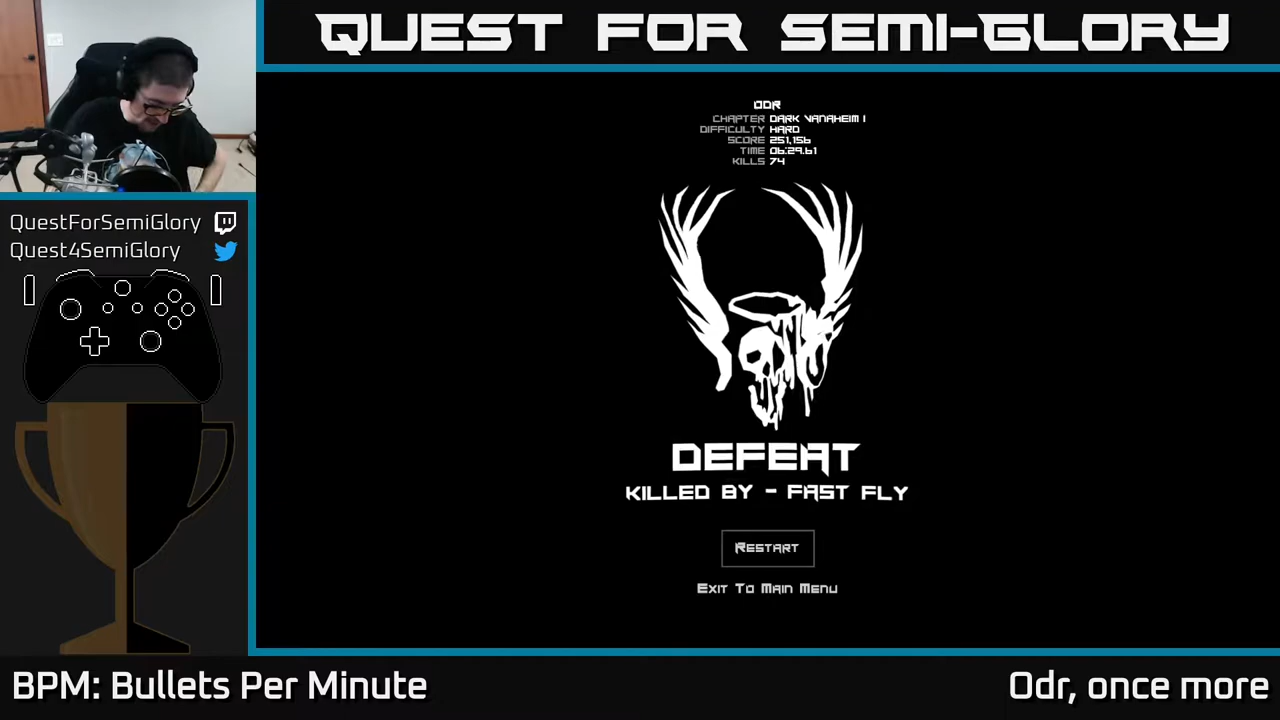 QUEST FOR SEMI-GLORY
QuestForSemiGlory
Quest4SemiGlory
ODR
CHAPTER DARK VANAHEIM I
DIFFICULTY HARD
SCORE 251,156
TIME 06:29.61
KILLS 74
DEFEAT
KILLED BY - FAST FLY
RESTART
EXIT TO MAIN MENU
BPM: Bullets Per Minute
Odr, once more